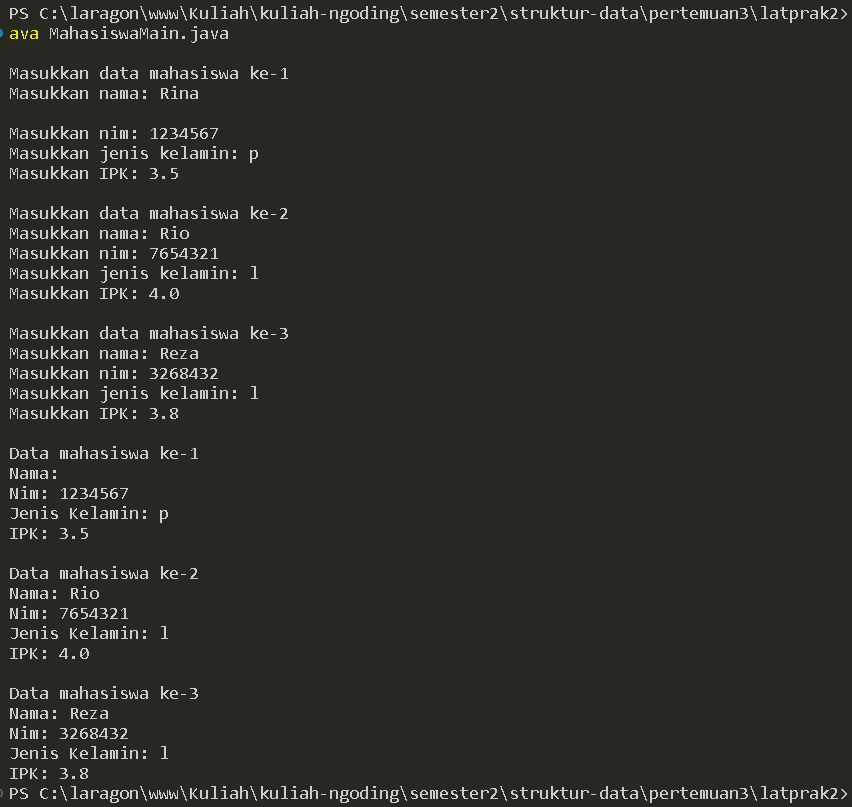 PS C:\laragon\www\Kuliah\kuliah-ngoding\semester2\struktur-data\pertemuan3\latprak2>
ava MahasiswaMain.java
Masukkan data mahasiswa ke-1
Masukkan nama: Rina
Masukkan nim: 1234567
Masukkan jenis kelamin: p
Masukkan IPK: 3.5
Masukkan data mahasiswa ke-2
Masukkan nama: Rio
Masukkan nim: 7654321
Masukkan jenis kelamin: l
Masukkan IPK: 4.0
Masukkan data mahasiswa ke-3
Masukkan nama: Reza
Masukkan nim: 3268432
Masukkan jenis kelamin: l
Masukkan IPK: 3.8
Data mahasiswa ke-1
Nama:
Nim: 1234567
Jenis Kelamin: p
IPK: 3.5
Data mahasiswa ke-2
Nama: Rio
Nim: 7654321
Jenis Kelamin: l
IPK: 4.0
Data mahasiswa ke-3
Nama: Reza
Nim: 3268432
Jenis Kelamin: l
IPK: 3.8
PS C:\laragon\www\Kuliah\kuliah-ngoding\semester2\struktur-data\pertemuan3\latprak2>